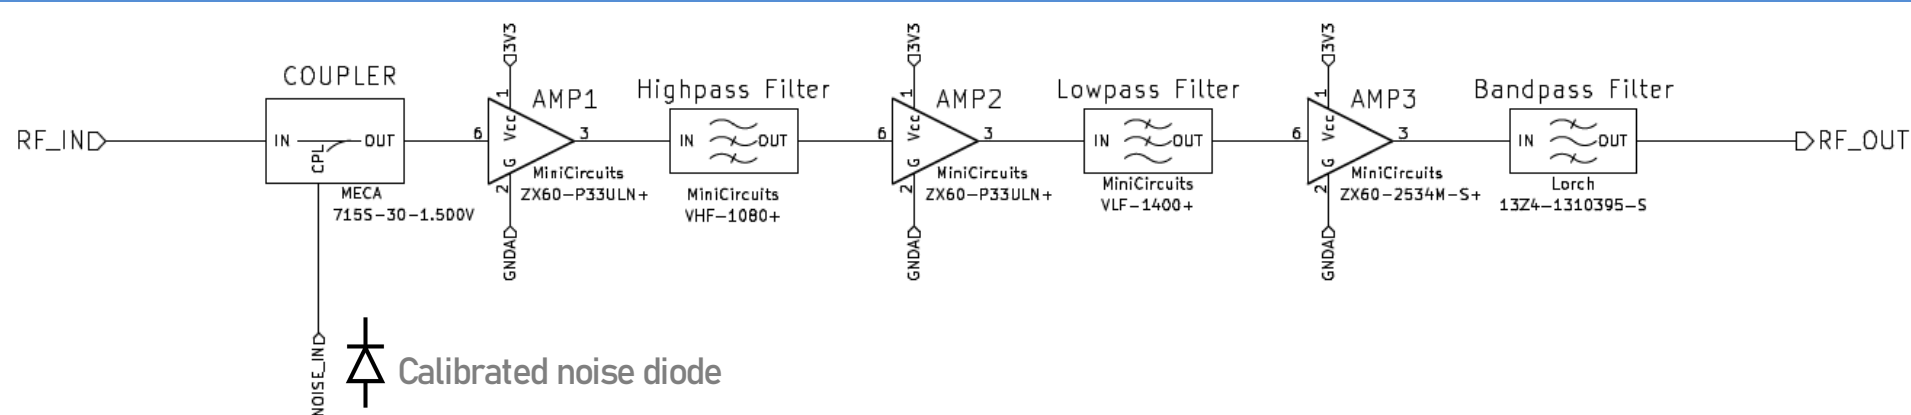 RF_IN
COUPLER
IN
CPL
OUT
MECA
715S-30-1.500V
NOISE_IN
Calibrated noise diode
3V3
1
Vcc
AMP1
6
3
G
2
MiniCircuits
ZX60-P33ULN+
GNDA
Highpass Filter
IN
OUT
MiniCircuits
VHF-1080+
3V3
1
Vcc
AMP2
6
3
G
2
MiniCircuits
ZX60-P33ULN+
GNDA
Lowpass Filter
IN
OUT
MiniCircuits
VLF-1400+
3V3
1
Vcc
AMP3
6
3
G
2
MiniCircuits
ZX60-2534M-S+
GNDA
Bandpass Filter
IN
OUT
Lorch
13Z4-1310395-S
RF_OUT